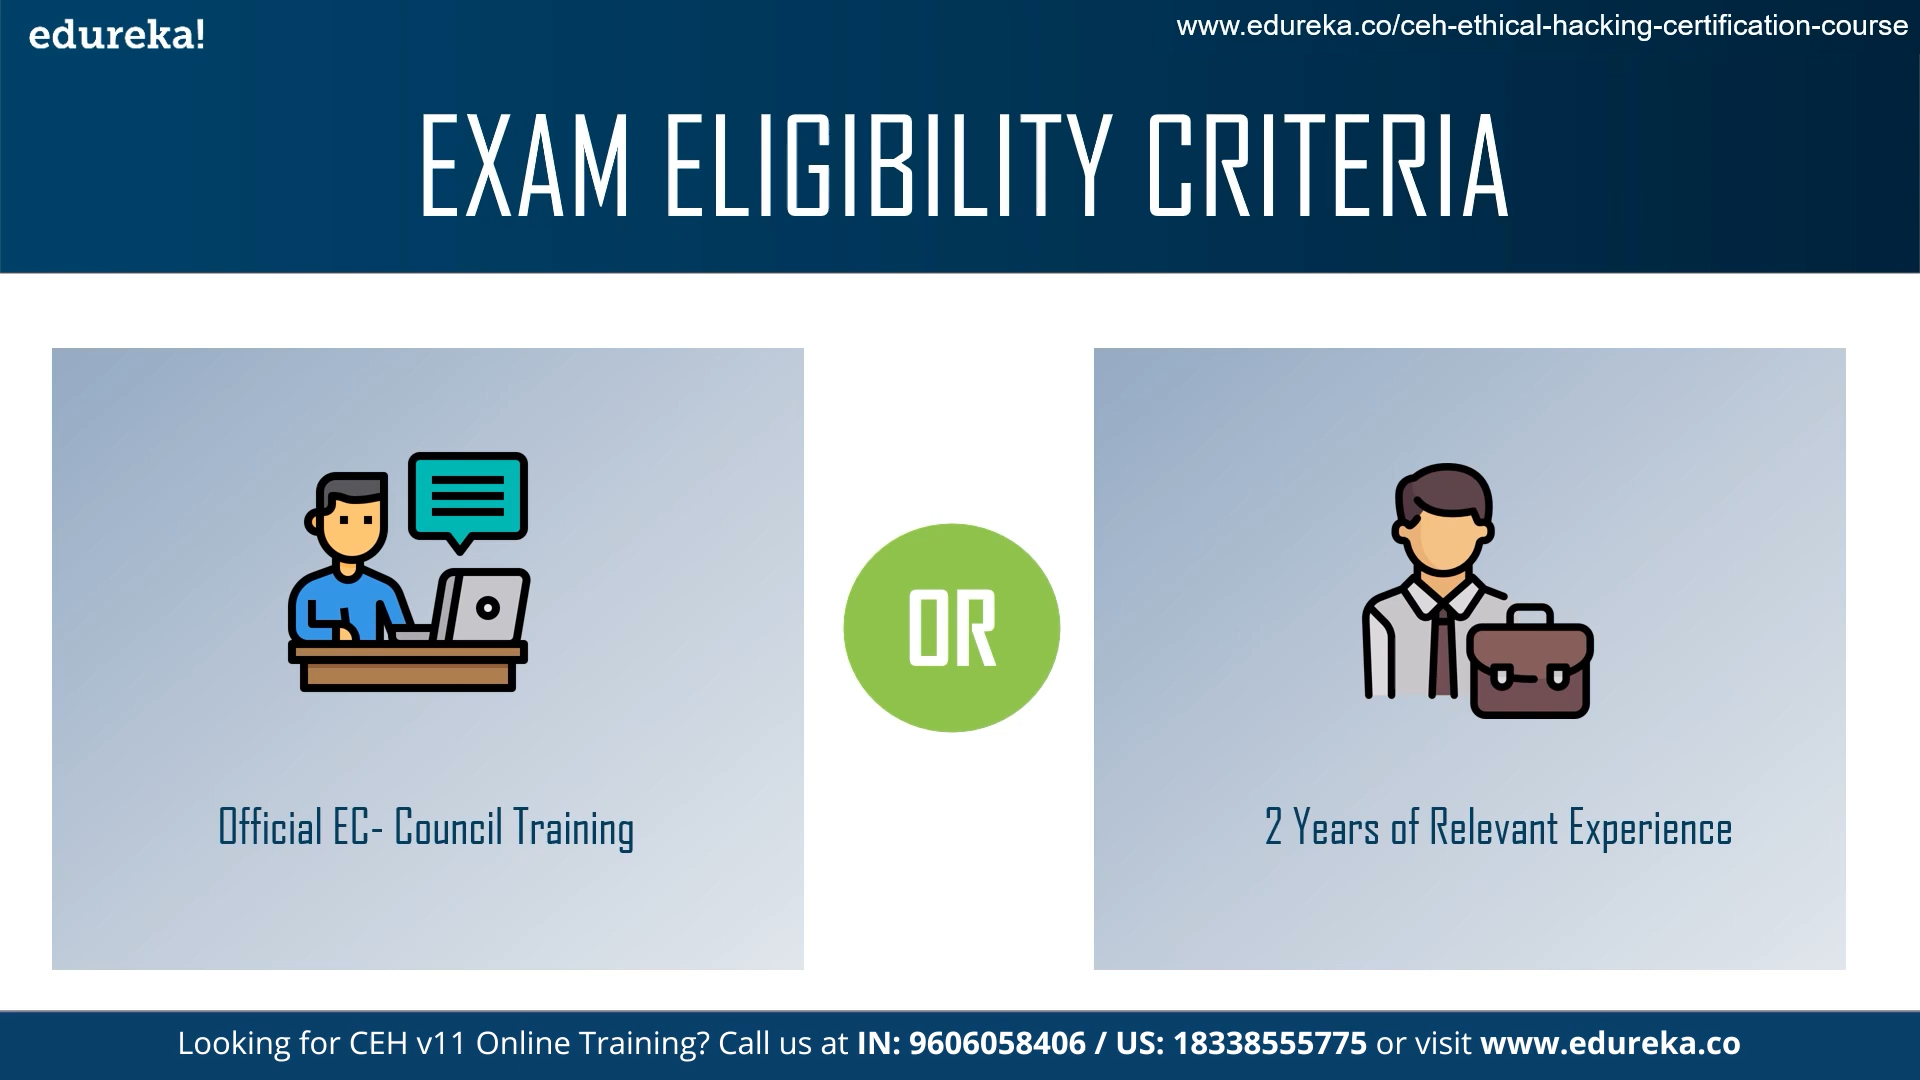 edureka!
www.edureka.co/ceh-ethical-hacking-certification-course
EXAM ELIGIBILITY CRITERIA
OR
Official EC- Council Training
2 Years of Relevant Experience
Looking for CEH v11 Online Training? Call us at IN: 9606058406 / US: 18338555775 or visit www.edureka.co